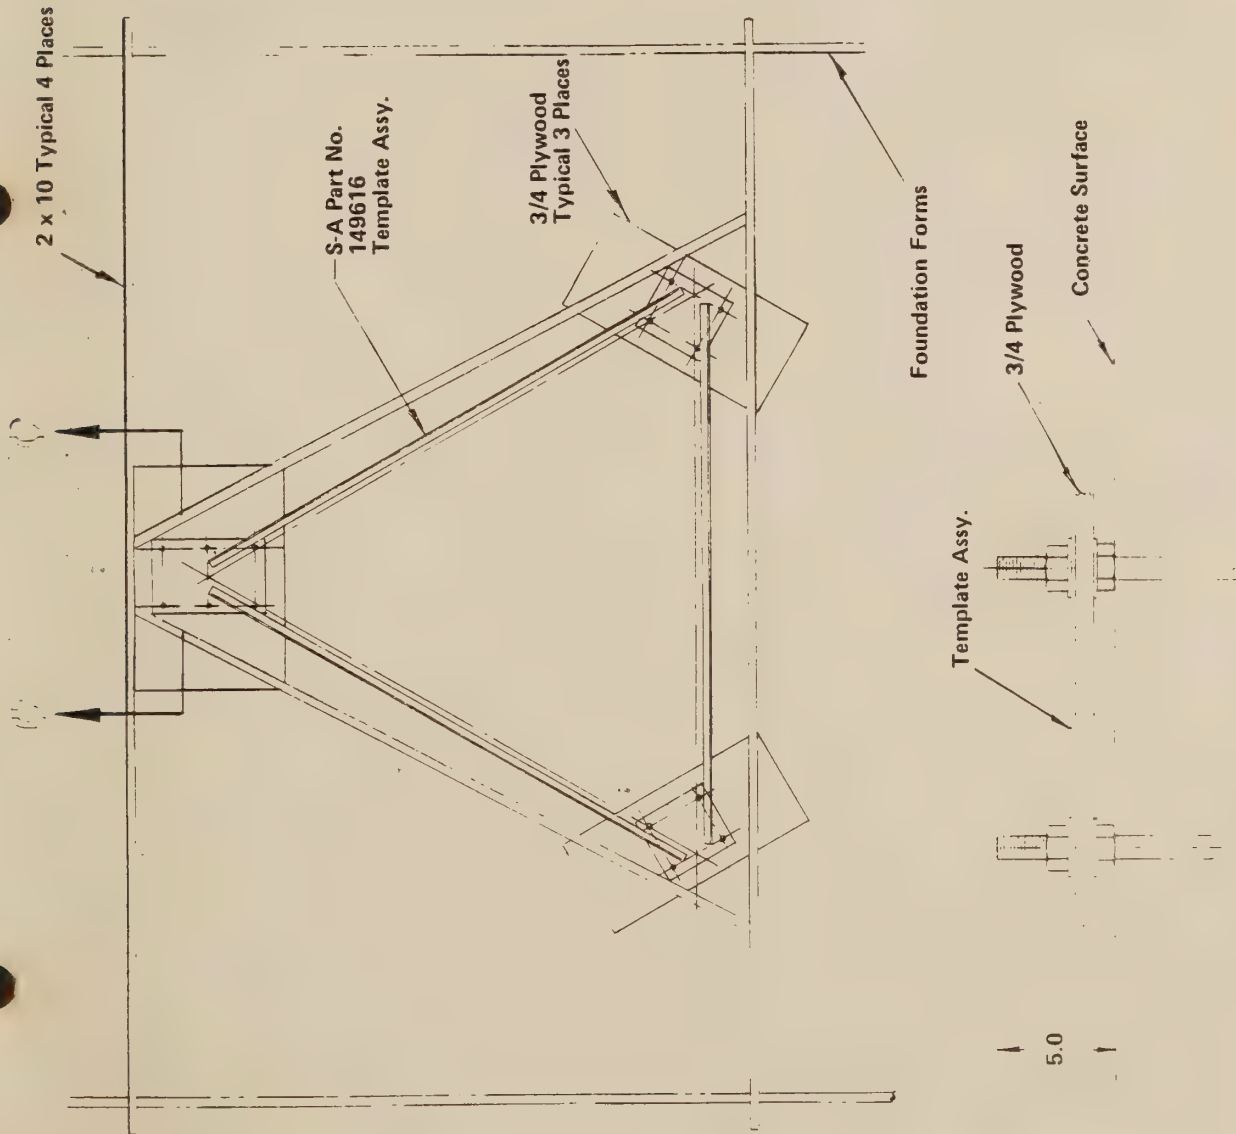 2 x 10 Typical 4 Places
S-A Part No.
149616
Template Assy.
3/4 Plywood
Typical 3 Places
Foundation Forms
Template Assy.
3/4 Plywood
Concrete Surface
5.0